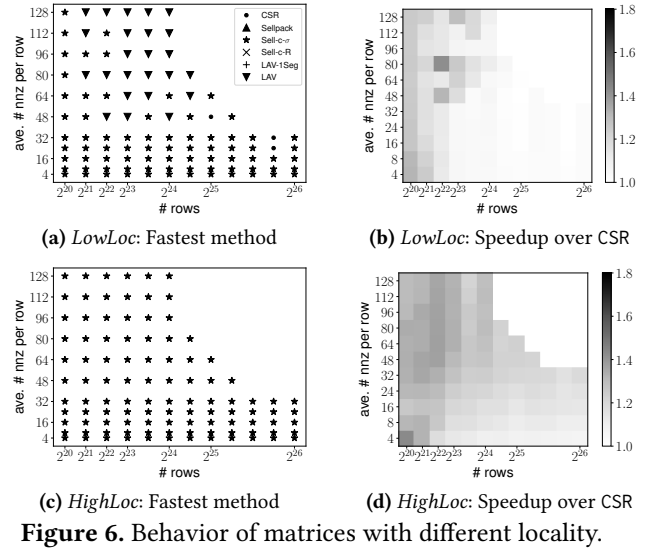 ave. # nnz per row
128
112
96
80
64
48
32
16
4
CSR
Sellpack
Sell-c-σ
Sell-c-R
LAV-1Seg
LAV
2^20 2^21 2^22 2^23 2^24 2^25 2^26
# rows
(a) LowLoc: Fastest method
ave. # nnz per row
128
112
96
80
64
48
32
24
16
8
4
2^20 2^21 2^22 2^23 2^24 2^25 2^26
# rows
1.8
1.6
1.4
1.2
1.0
(b) LowLoc: Speedup over CSR
ave. # nnz per row
128
112
96
80
64
48
32
16
4
2^20 2^21 2^22 2^23 2^24 2^25 2^26
# rows
(c) HighLoc: Fastest method
ave. # nnz per row
128
112
96
80
64
48
32
24
16
8
4
2^20 2^21 2^22 2^23 2^24 2^25 2^26
# rows
1.8
1.6
1.4
1.2
1.0
(d) HighLoc: Speedup over CSR
Figure 6. Behavior of matrices with different locality.